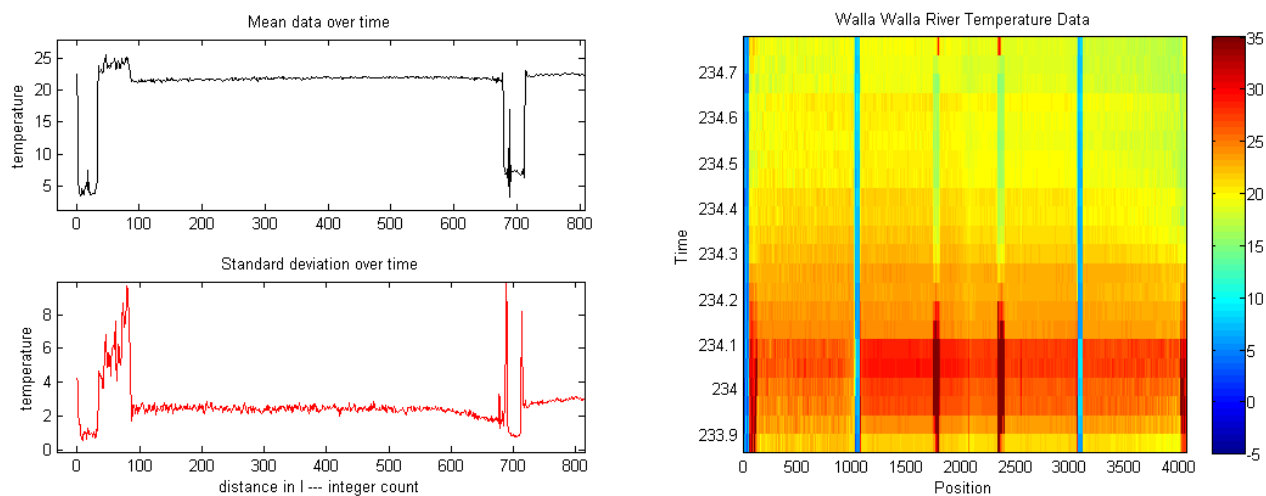 Mean data over time
25
20
15
10
5
temperature
0 100 200 300 400 500 600 700 800
Standard deviation over time
8
6
4
2
0
temperature
0 100 200 300 400 500 600 700 800
distance in l --- integer count
Walla Walla River Temperature Data
234.7
234.6
234.5
234.4
234.3
234.2
234.1
234
233.9
Time
0 500 1000 1500 2000 2500 3000 3500 4000
Position
35
30
25
20
15
10
5
0
-5